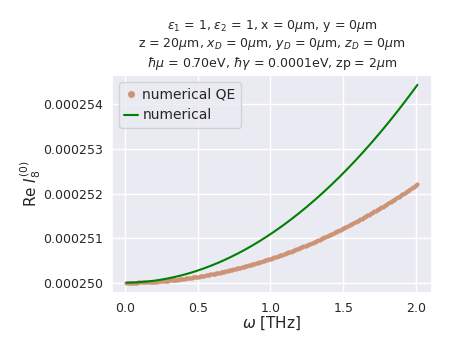 ε₁ = 1, ε₂ = 1, x = 0μm, y = 0μm
z = 20μm, x_D = 0μm, y_D = 0μm, z_D = 0μm
ℏμ = 0.70eV, ℏγ = 0.0001eV, zp = 2μm
numerical QE
numerical
0.000254
0.000253
0.000252
0.000251
0.000250
Re I₈⁽⁰⁾
0.0 0.5 1.0 1.5 2.0
ω [THz]